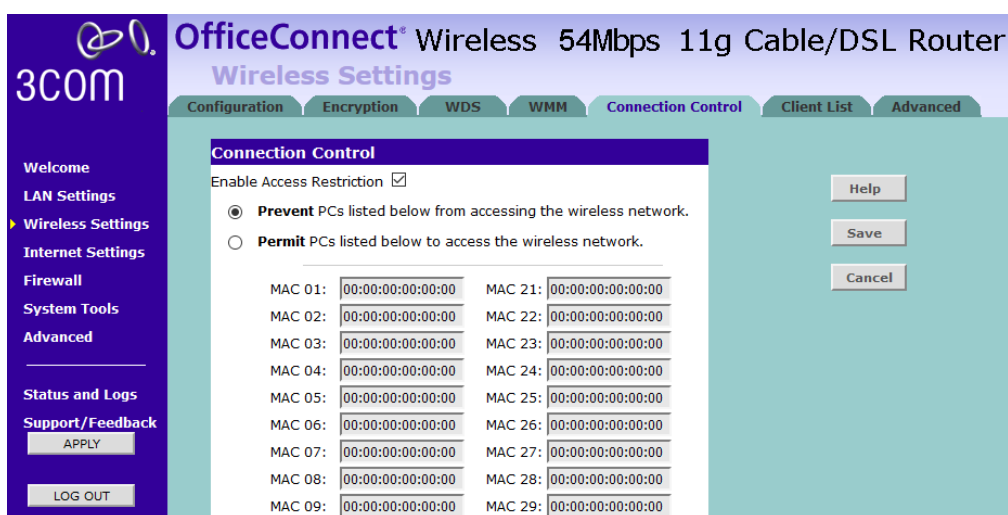 3COM
OfficeConnect® Wireless 54Mbps 11g Cable/DSL Router
Wireless Settings
Configuration Encryption WDS WMM Connection Control Client List Advanced
Welcome
LAN Settings
Wireless Settings
Internet Settings
Firewall
System Tools
Advanced
Status and Logs
Support/Feedback
APPLY
LOG OUT
Connection Control
Enable Access Restriction
Prevent PCs listed below from accessing the wireless network.
Permit PCs listed below to access the wireless network.
MAC 01: 00:00:00:00:00:00 MAC 21: 00:00:00:00:00:00
MAC 02: 00:00:00:00:00:00 MAC 22: 00:00:00:00:00:00
MAC 03: 00:00:00:00:00:00 MAC 23: 00:00:00:00:00:00
MAC 04: 00:00:00:00:00:00 MAC 24: 00:00:00:00:00:00
MAC 05: 00:00:00:00:00:00 MAC 25: 00:00:00:00:00:00
MAC 06: 00:00:00:00:00:00 MAC 26: 00:00:00:00:00:00
MAC 07: 00:00:00:00:00:00 MAC 27: 00:00:00:00:00:00
MAC 08: 00:00:00:00:00:00 MAC 28: 00:00:00:00:00:00
MAC 09: 00:00:00:00:00:00 MAC 29: 00:00:00:00:00:00
Help
Save
Cancel